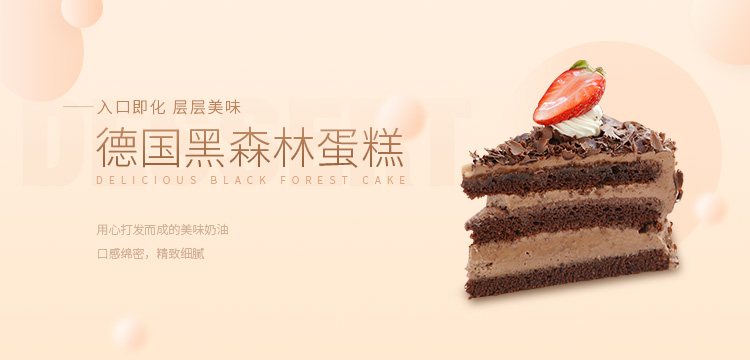 DESSERT
入口即化 层层美味
德国黑森林蛋糕
DELICIOUS BLACK FOREST CAKE
用心打发而成的美味奶油
口感绵密，精致细腻